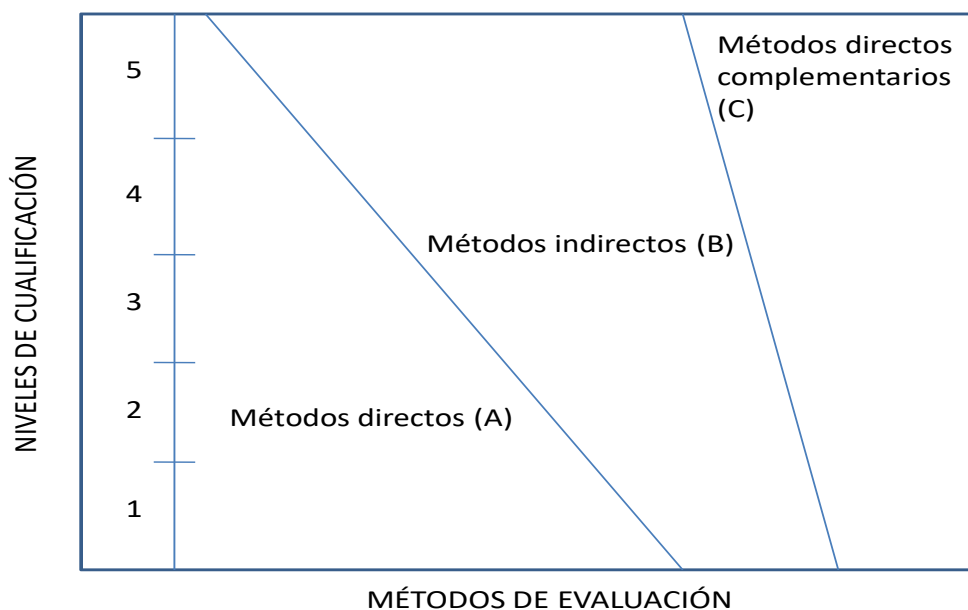 NIVELES DE CUALIFICACIÓN
5
4
3
2
1
Métodos directos
complementarios
(C)
Métodos indirectos (B)
Métodos directos (A)
MÉTODOS DE EVALUACIÓN